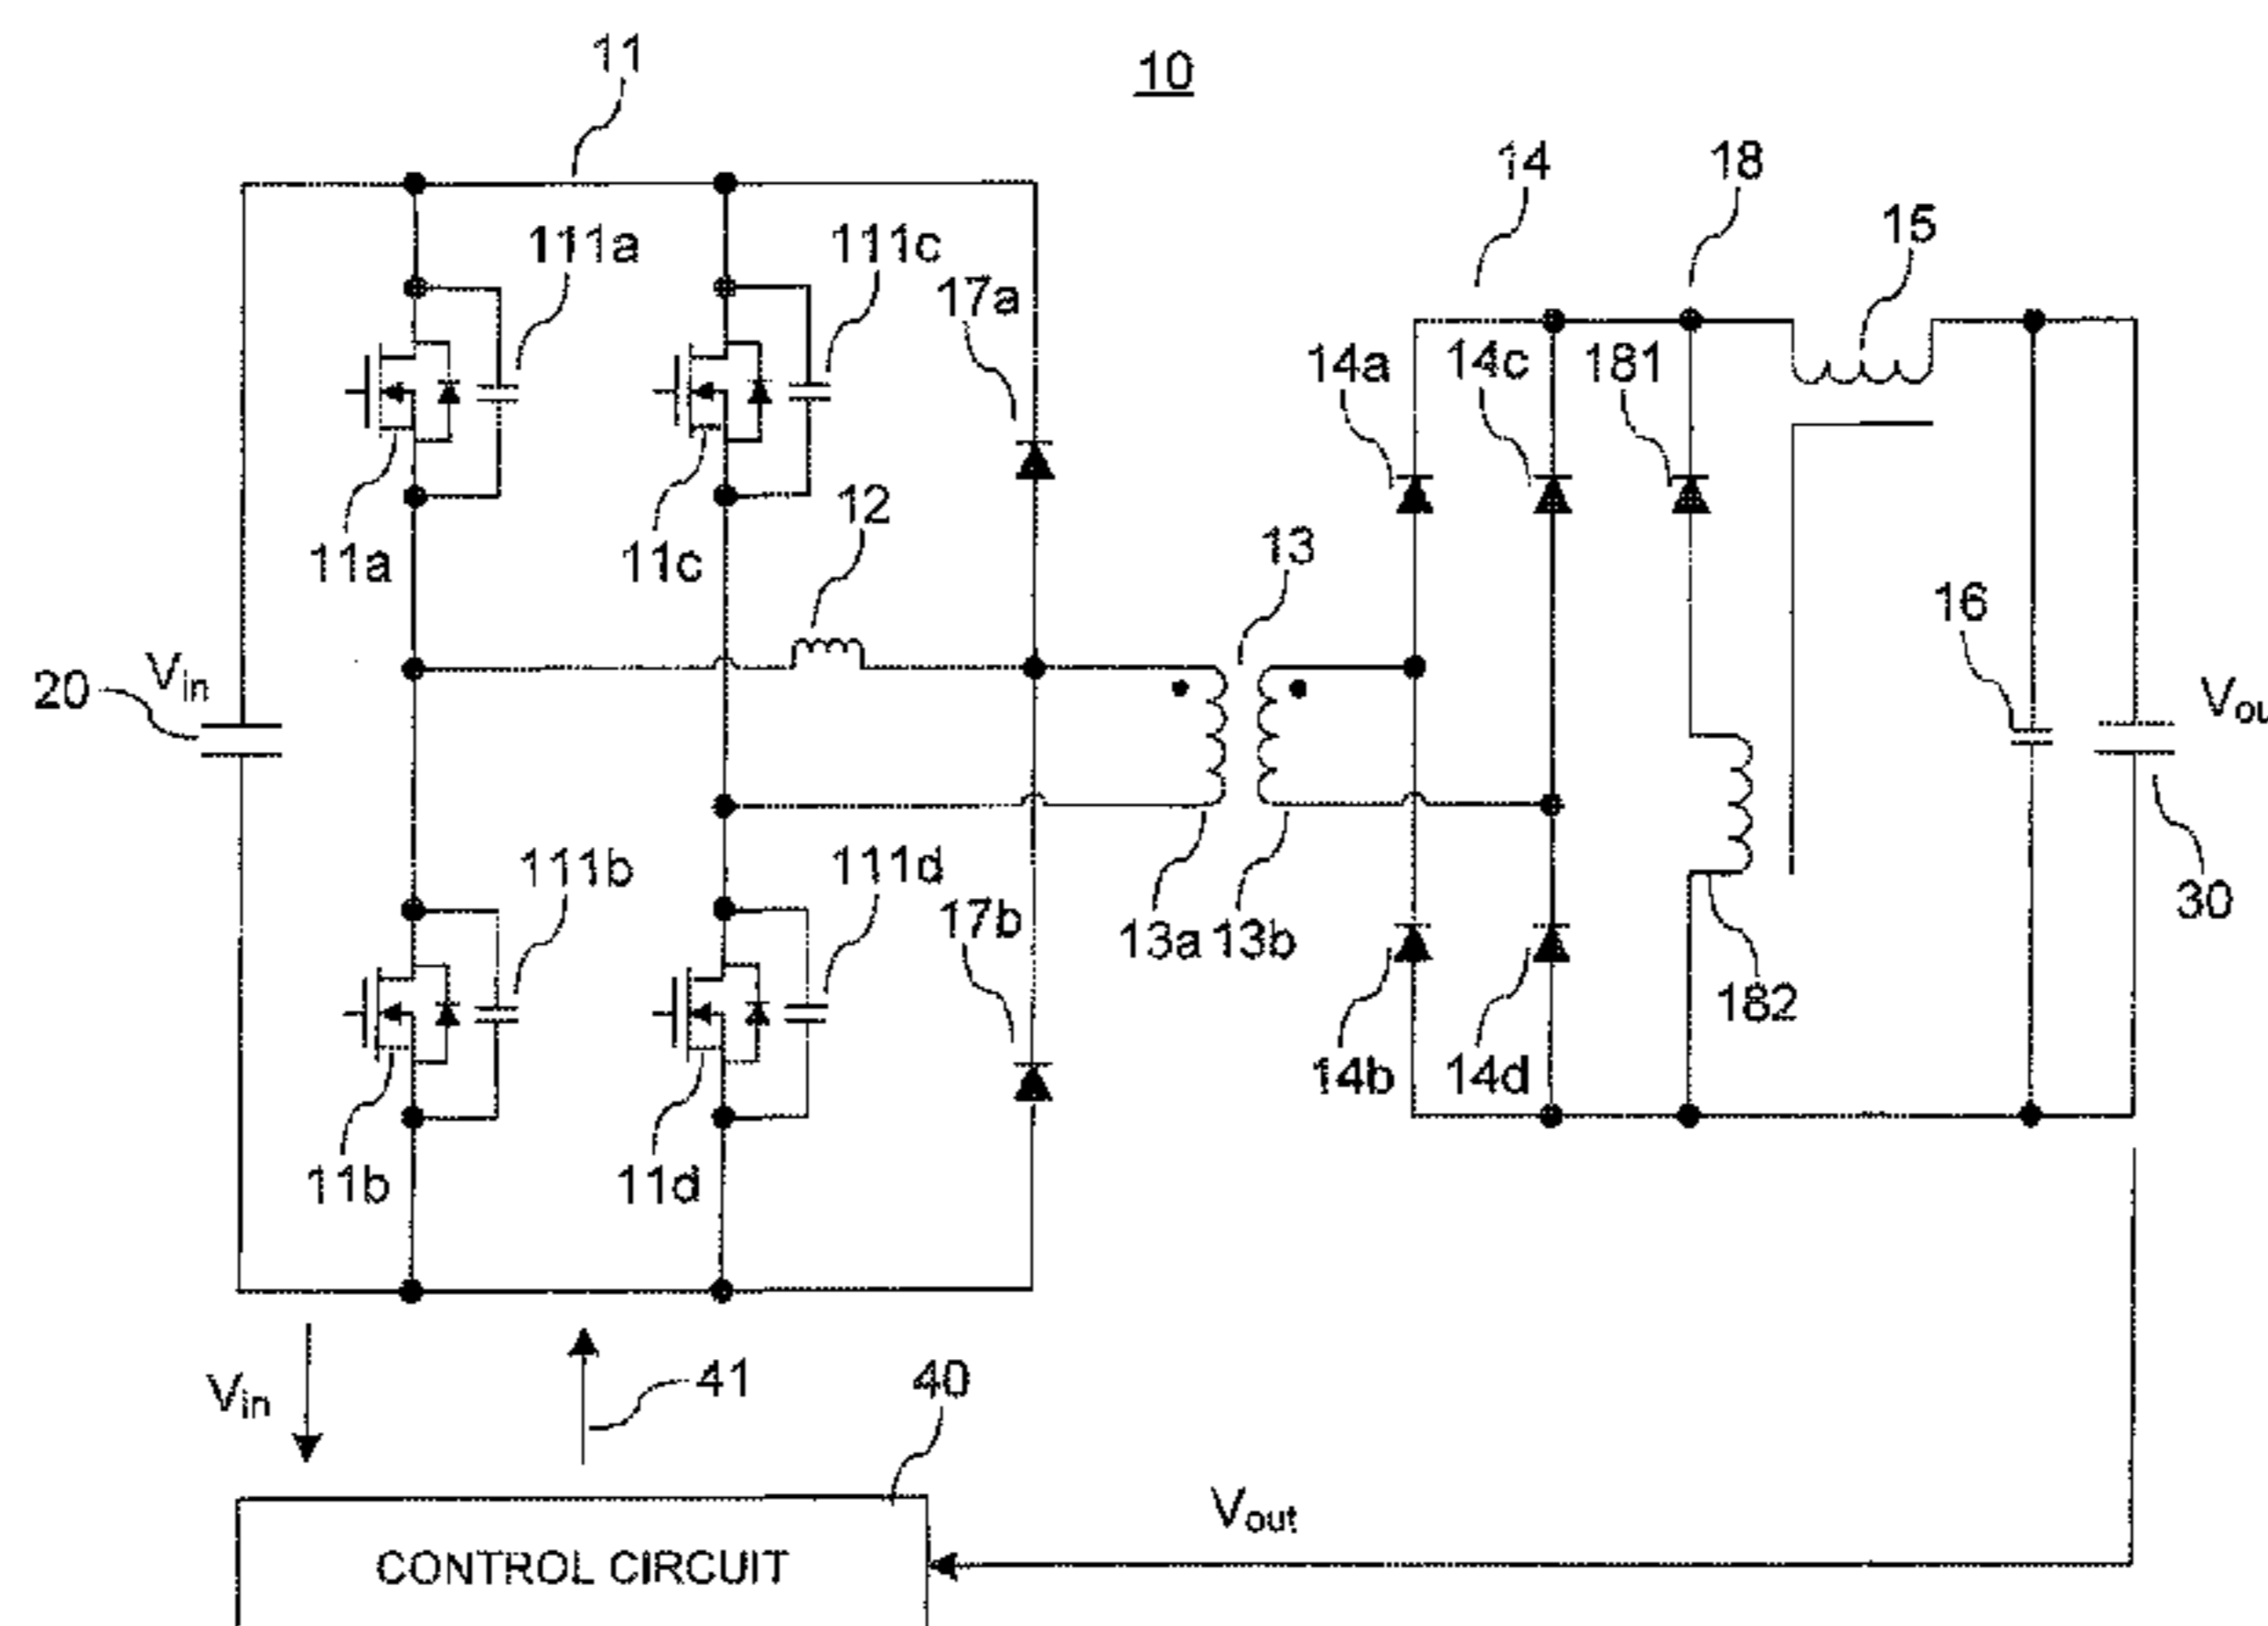 11
10
14
18
15
111a
111c
17a
14a
14c
181
11a
11c
12
13
16
20
Vin
Vou
111b
111d
17b
13a
13b
182
30
11b
11d
14b
14d
Vin
41
40
Vout
CONTROL CIRCUIT